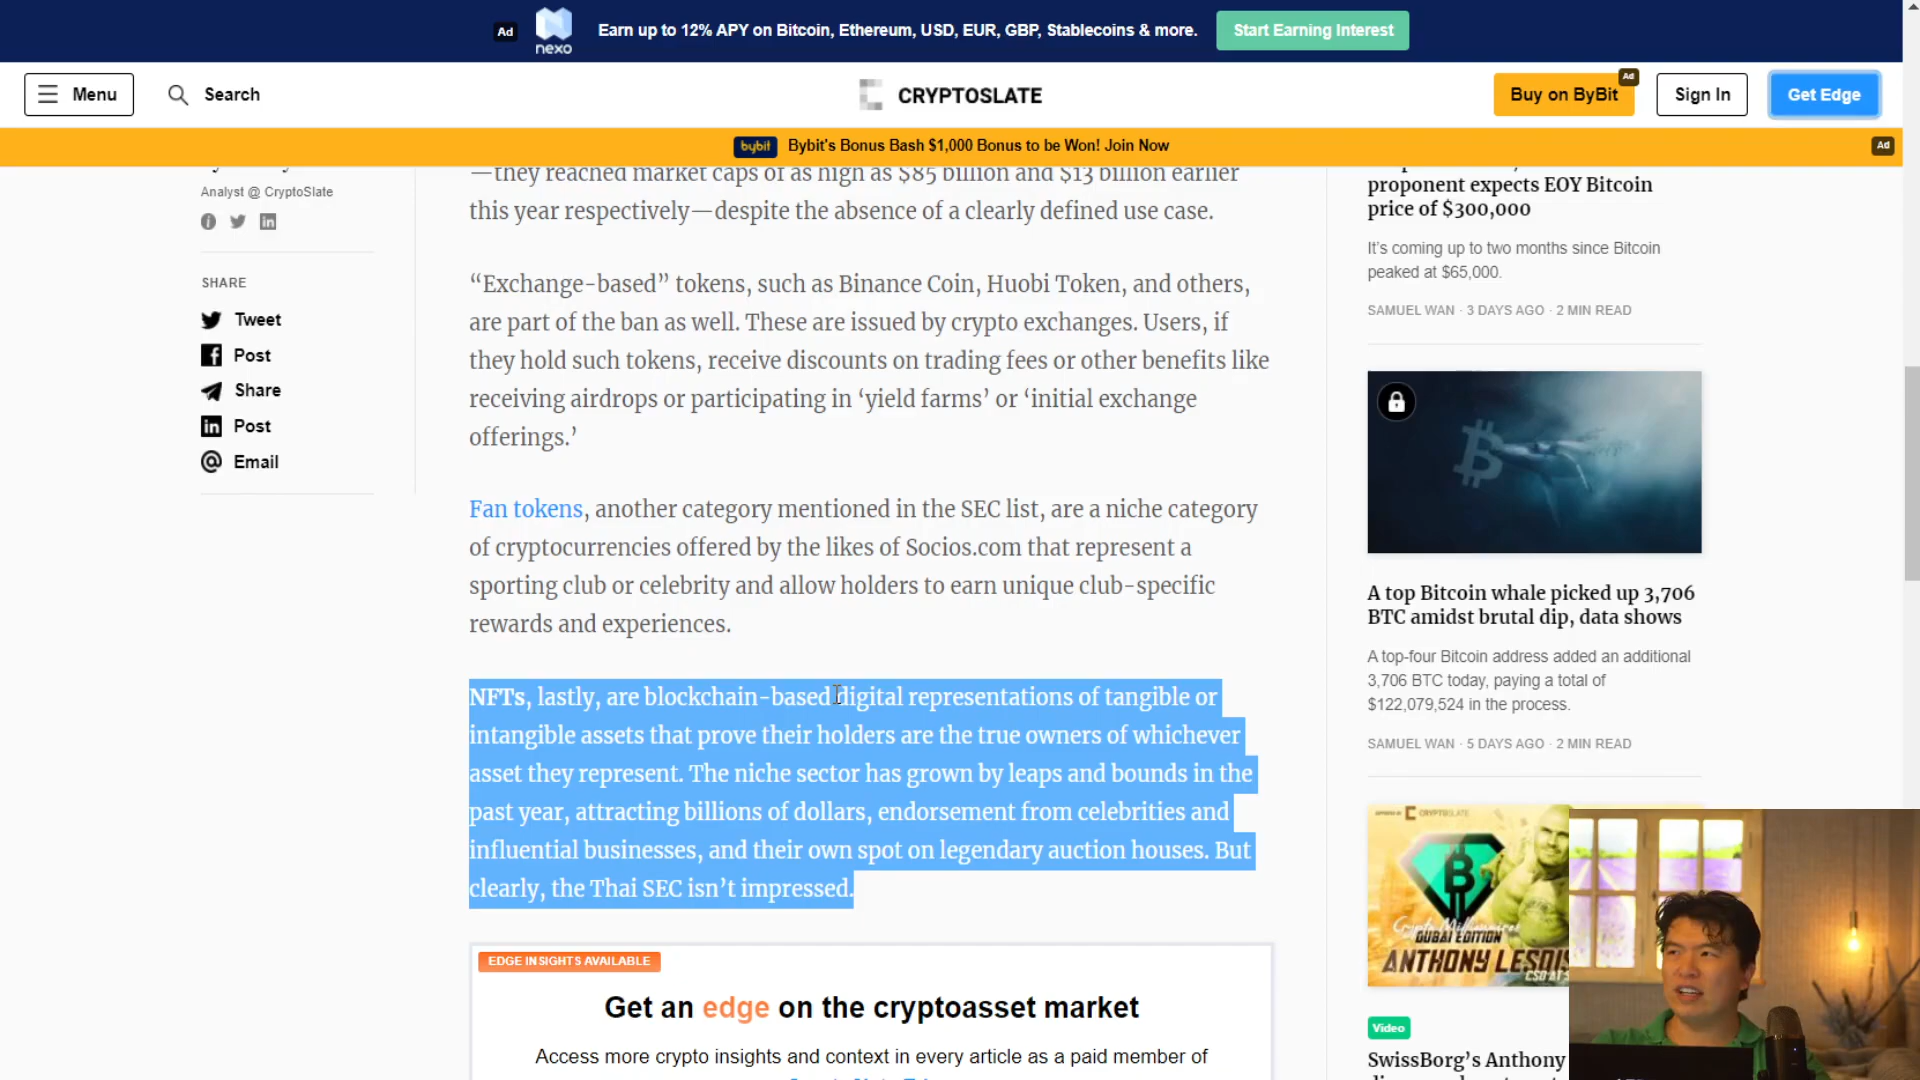 Ad
nexo
Earn up to 12% APY on Bitcoin, Ethereum, USD, EUR, GBP, Stablecoins & more.
Start Earning Interest
Menu
Search
CRYPTOSLATE
Buy on ByBit
Ad
Sign In
Get Edge
bybit
Bybit's Bonus Bash $1,000 Bonus to be Won! Join Now
Ad
Analyst @ CryptoSlate
SHARE
Tweet
Post
Share
Post
Email
—they reached market caps of as high as $85 billion and $13 billion earlier
this year respectively—despite the absence of a clearly defined use case.
“Exchange-based” tokens, such as Binance Coin, Huobi Token, and others,
are part of the ban as well. These are issued by crypto exchanges. Users, if
they hold such tokens, receive discounts on trading fees or other benefits like
receiving airdrops or participating in ‘yield farms’ or ‘initial exchange
offerings.’
Fan tokens, another category mentioned in the SEC list, are a niche category
of cryptocurrencies offered by the likes of Socios.com that represent a
sporting club or celebrity and allow holders to earn unique club-specific
rewards and experiences.
NFTs, lastly, are blockchain-based digital representations of tangible or
intangible assets that prove their holders are the true owners of whichever
asset they represent. The niche sector has grown by leaps and bounds in the
past year, attracting billions of dollars, endorsement from celebrities and
influential businesses, and their own spot on legendary auction houses. But
clearly, the Thai SEC isn’t impressed.
EDGE INSIGHTS AVAILABLE
Get an edge on the cryptoasset market
Access more crypto insights and context in every article as a paid member of
proponent expects EOY Bitcoin
price of $300,000
It’s coming up to two months since Bitcoin
peaked at $65,000.
SAMUEL WAN · 3 DAYS AGO · 2 MIN READ
A top Bitcoin whale picked up 3,706
BTC amidst brutal dip, data shows
A top-four Bitcoin address added an additional
3,706 BTC today, paying a total of
$122,079,524 in the process.
SAMUEL WAN · 5 DAYS AGO · 2 MIN READ
CRYPTOSLATE
Crypto Millionaire
DUBAI EDITION
ANTHONY LESOIS
Video
SwissBorg’s Anthony